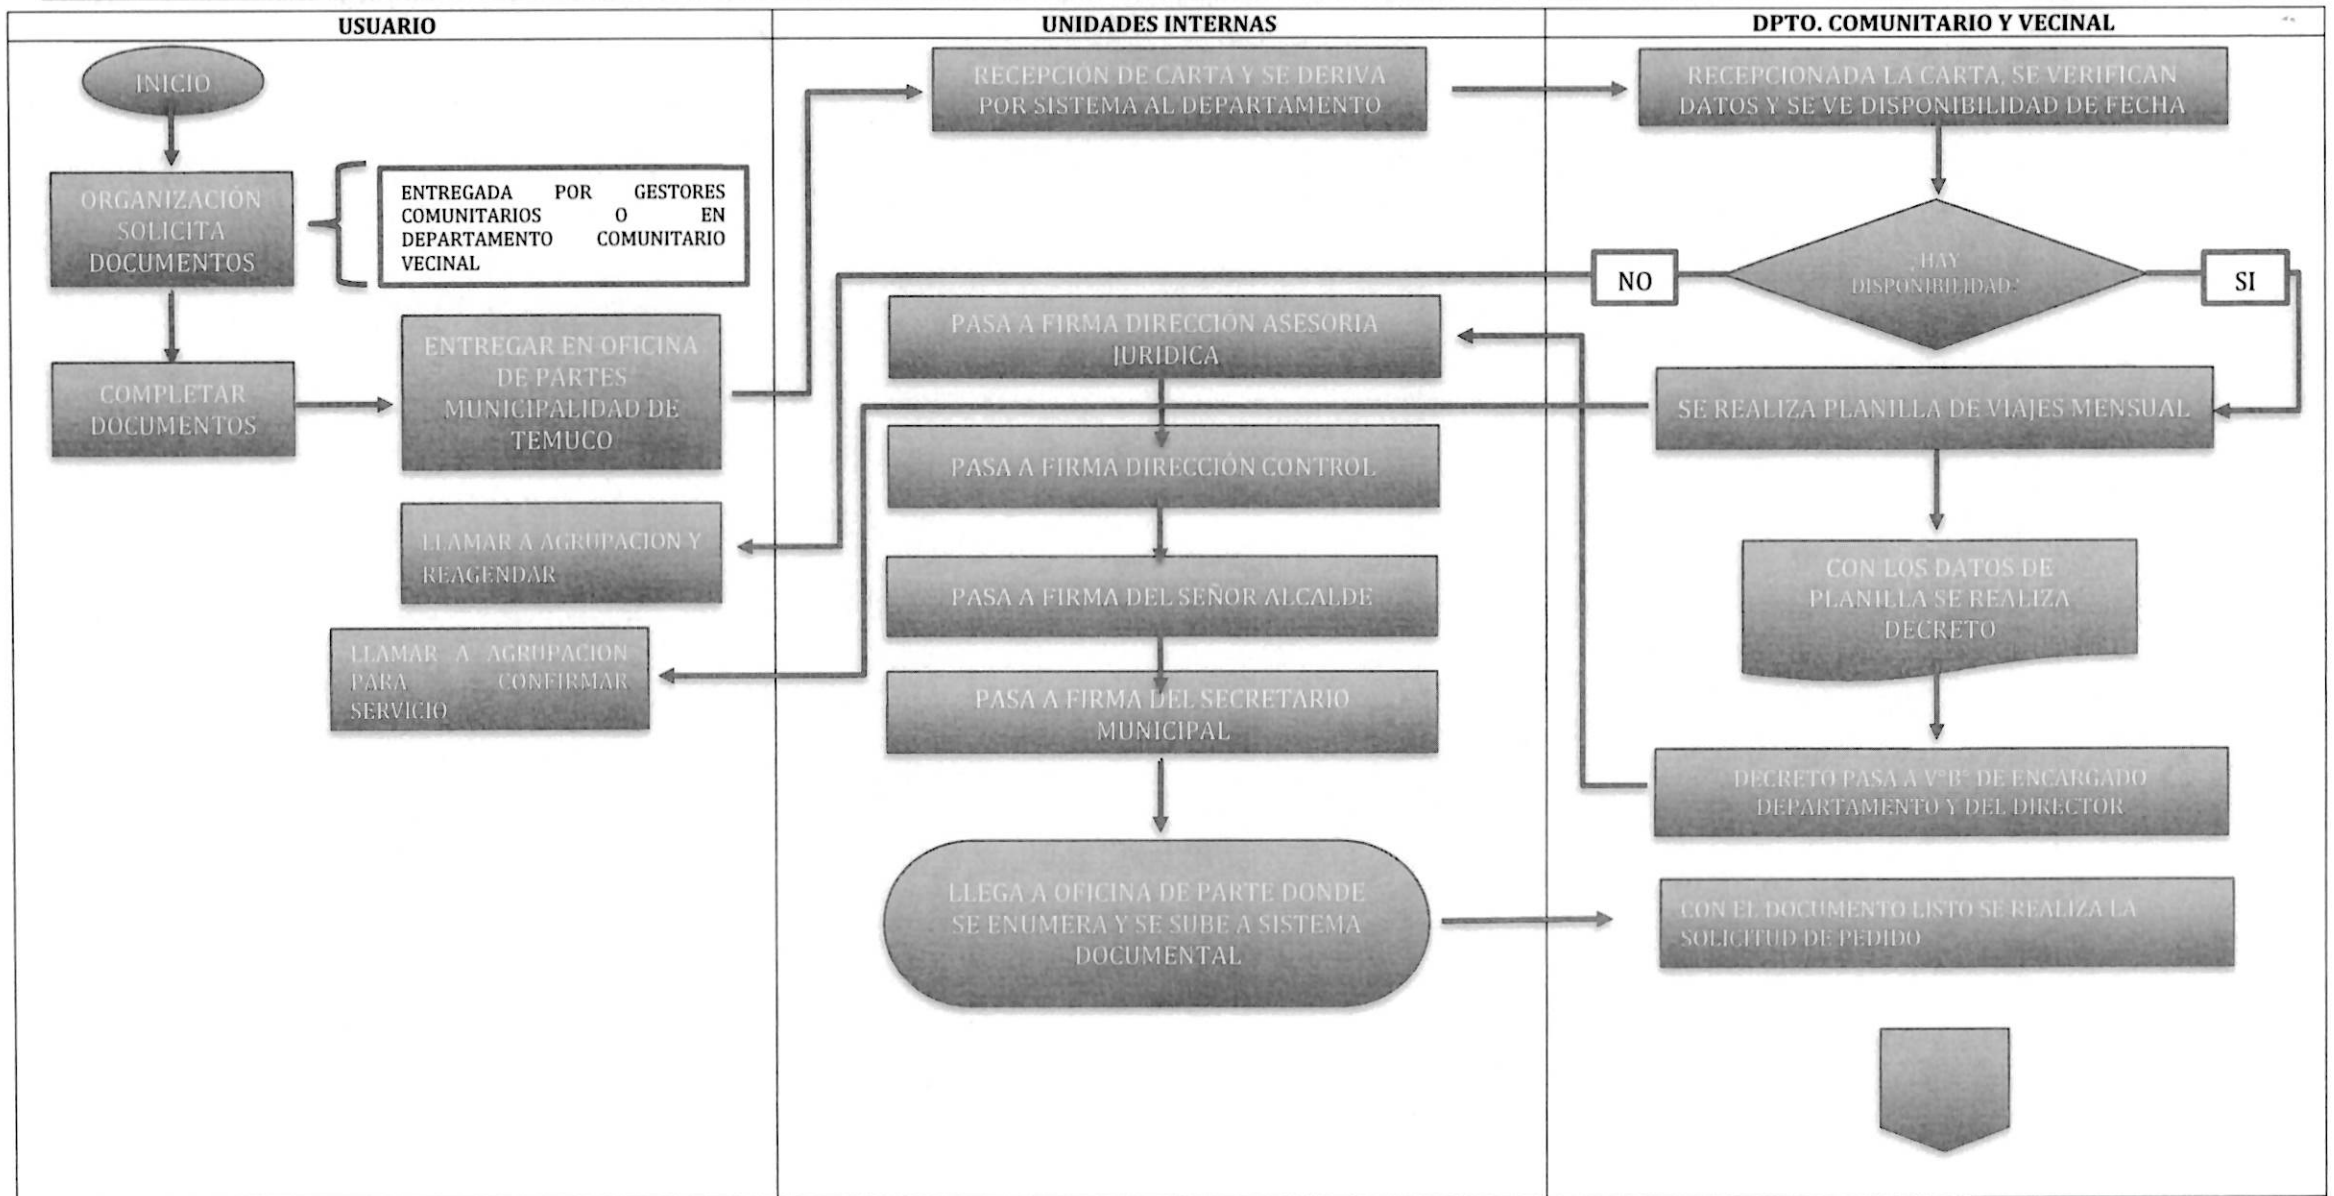 USUARIO
UNIDADES INTERNAS
DPTO. COMUNITARIO Y VECINAL
INICIO
ORGANIZACIÓN
SOLICITA
DOCUMENTOS
ENTREGADA POR GESTORES
COMUNITARIOS O EN
DEPARTAMENTO COMUNITARIO
VECINAL
COMPLETAR
DOCUMENTOS
ENTREGAR EN OFICINA
DE PARTES
MUNICIPALIDAD DE
TEMUCO
LLAMAR A AGRUPACION Y
REAGENDAR
LLAMAR A AGRUPACION
PARA CONFIRMAR
SERVICIO
RECEPCIÓN DE CARTA Y SE DERIVA
POR SISTEMA AL DEPARTAMENTO
PASA A FIRMA DIRECCIÓN ASESORIA
JURIDICA
PASA A FIRMA DIRECCIÓN CONTROL
PASA A FIRMA DEL SEÑOR ALCALDE
PASA A FIRMA DEL SECRETARIO
MUNICIPAL
LLEGA A OFICINA DE PARTE DONDE
SE ENUMERA Y SE SUBE A SISTEMA
DOCUMENTAL
RECEPCIONADA LA CARTA, SE VERIFICAN
DATOS Y SE VE DISPONIBILIDAD DE FECHA
¿HAY
DISPONIBILIDAD?
NO
SI
SE REALIZA PLANILLA DE VIAJES MENSUAL
CON LOS DATOS DE
PLANILLA SE REALIZA
DECRETO
DECRETO PASA A V°B° DE ENCARGADO
DEPARTAMENTO Y DEL DIRECTOR
CON EL DOCUMENTO LISTO SE REALIZA LA
SOLICITUD DE PEDIDO